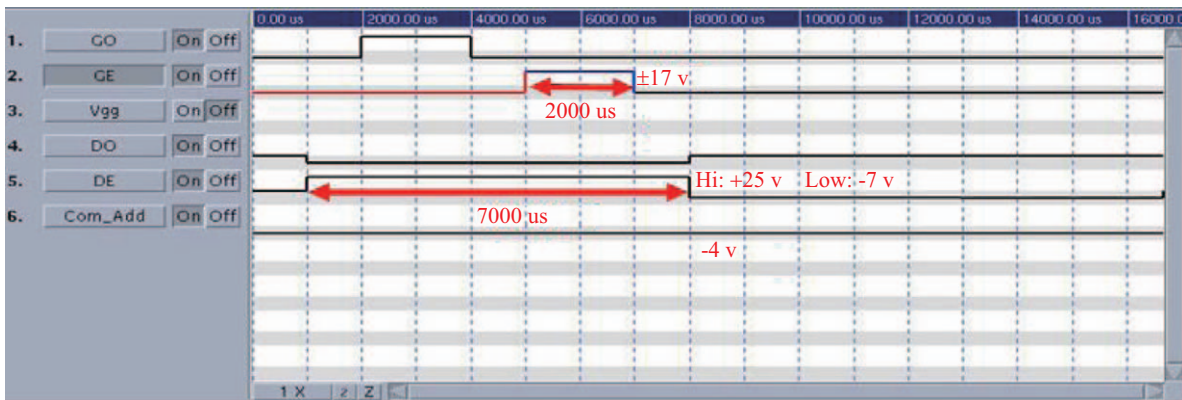 0.00 us 2000.00 us 4000.00 us 6000.00 us 8000.00 us 10000.00 us 12000.00 us 14000.00 us 16000.0
1. GO On Off
2. GE On Off ±17 v
3. Vgg On Off 2000 us
4. DO On Off
5. DE On Off Hi: +25 v Low: -7 v
6. Com_Add On Off 7000 us
-4 v
1 X z Z